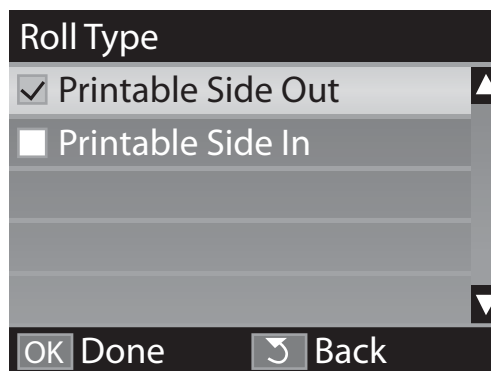 Roll Type
Printable Side Out
Printable Side In
OK Done Back